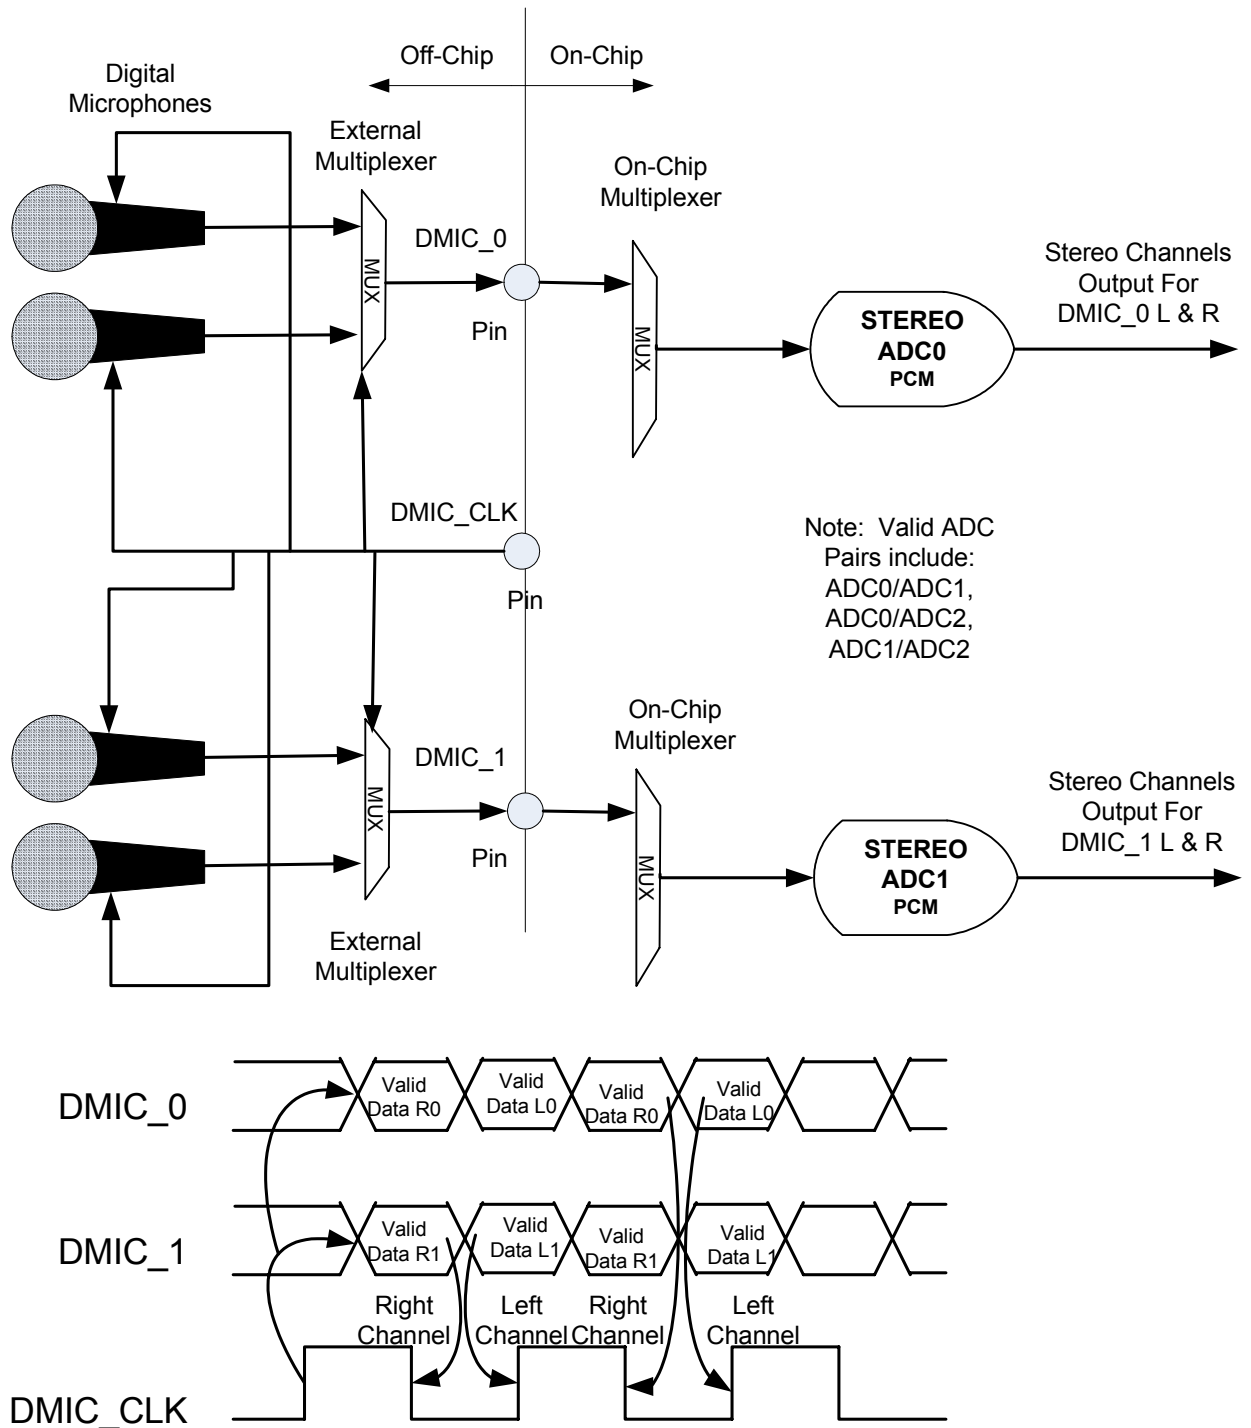 Off-Chip
On-Chip
Digital
Microphones
External
Multiplexer
On-Chip
Multiplexer
DMIC_0
MUX
Pin
MUX
STEREO
ADC0
PCM
Stereo Channels
Output For
DMIC_0 L & R
DMIC_CLK
Pin
Note: Valid ADC
Pairs include:
ADC0/ADC1,
ADC0/ADC2,
ADC1/ADC2
On-Chip
Multiplexer
DMIC_1
MUX
Pin
MUX
External
Multiplexer
STEREO
ADC1
PCM
Stereo Channels
Output For
DMIC_1 L & R
DMIC_0
Valid
Data R0
Valid
Data L0
Valid
Data R0
Valid
Data L0
DMIC_1
Valid
Data R1
Valid
Data L1
Valid
Data R1
Valid
Data L1
Right
Channel
Left
Channel
Right
Channel
Left
Channel
DMIC_CLK